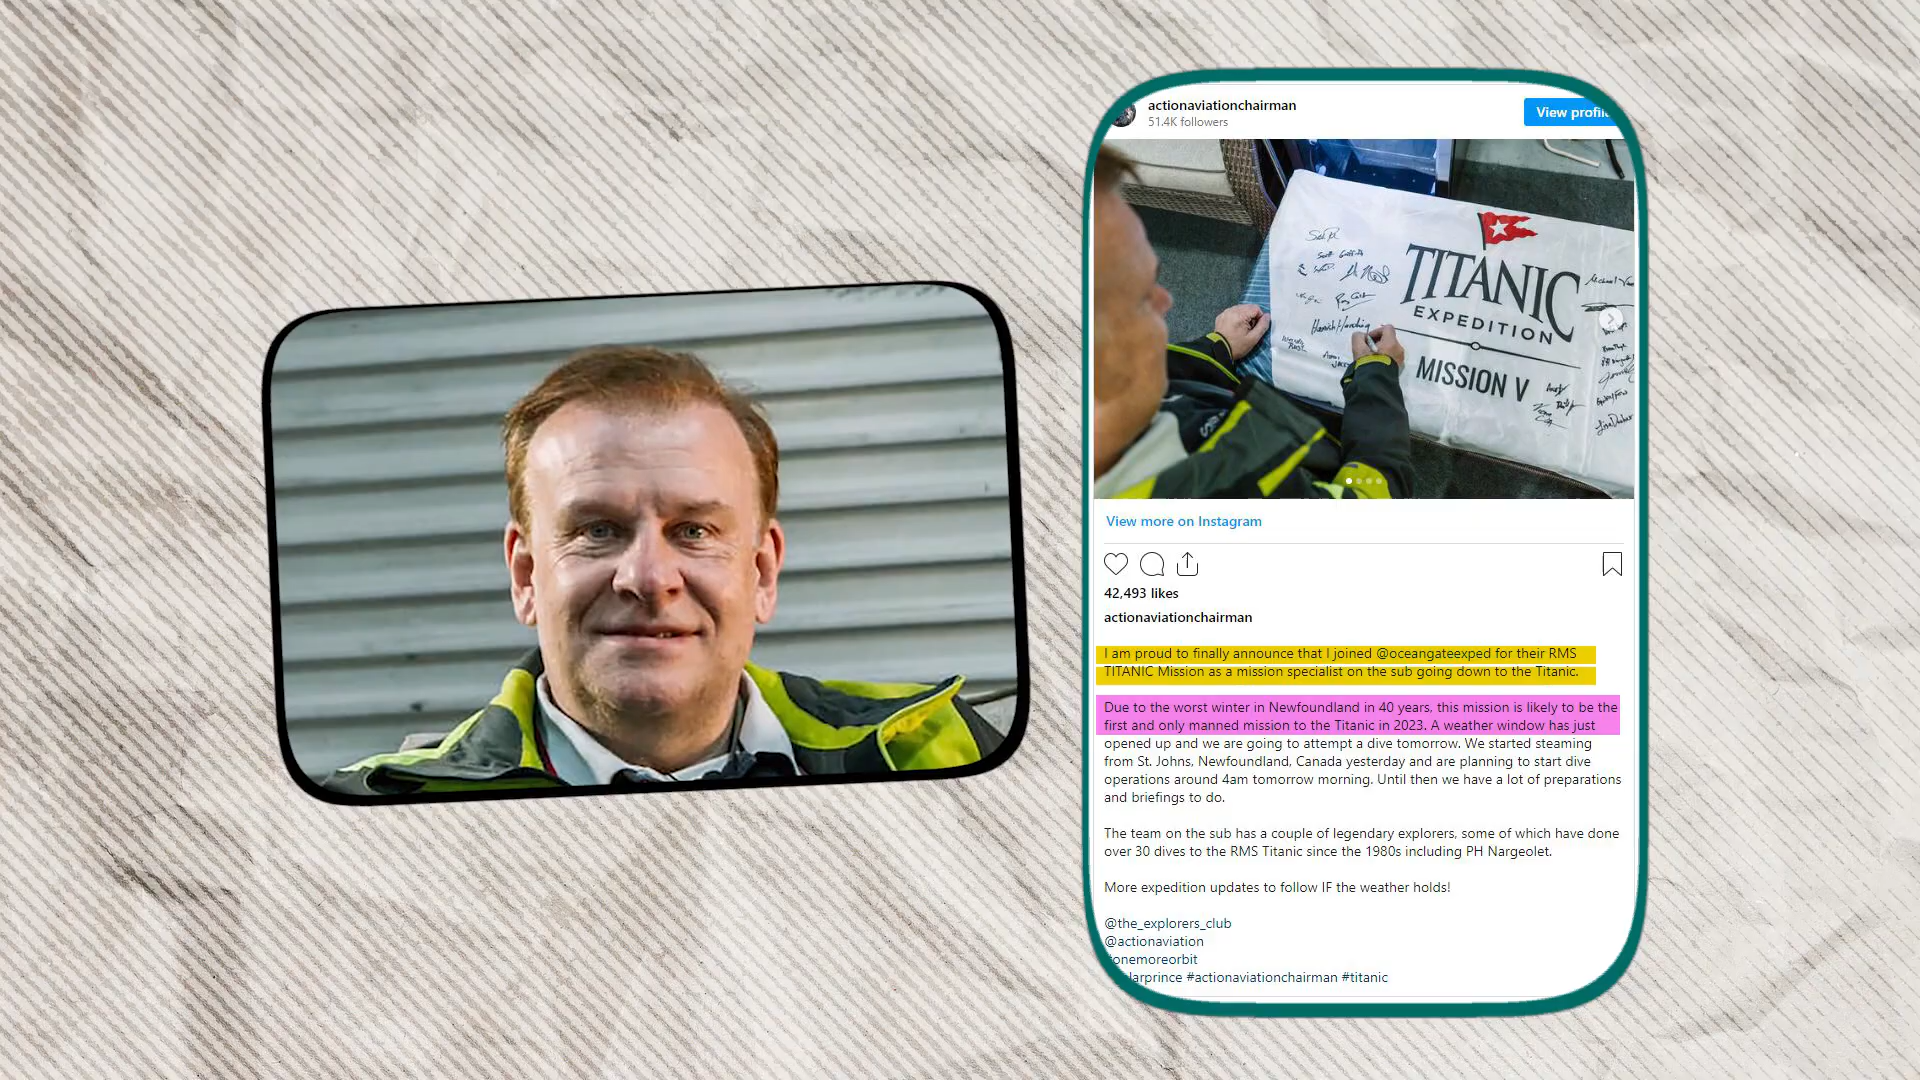 actionaviationchairman
51.4K followers
View profile
TITANIC
EXPEDITION
MISSION V
Hamish Harding
View more on Instagram
42,493 likes
actionaviationchairman
I am proud to finally announce that I joined @oceangateexped for their RMS
TITANIC Mission as a mission specialist on the sub going down to the Titanic.
Due to the worst winter in Newfoundland in 40 years, this mission is likely to be the
first and only manned mission to the Titanic in 2023. A weather window has just
opened up and we are going to attempt a dive tomorrow. We started steaming
from St. Johns, Newfoundland, Canada yesterday and are planning to start dive
operations around 4am tomorrow morning. Until then we have a lot of preparations
and briefings to do.
The team on the sub has a couple of legendary explorers, some of which have done
over 30 dives to the RMS Titanic since the 1980s including PH Nargeolet.
More expedition updates to follow IF the weather holds!
@the_explorers_club
@actionaviation
onemoreorbit
larprince #actionaviationchairman #titanic